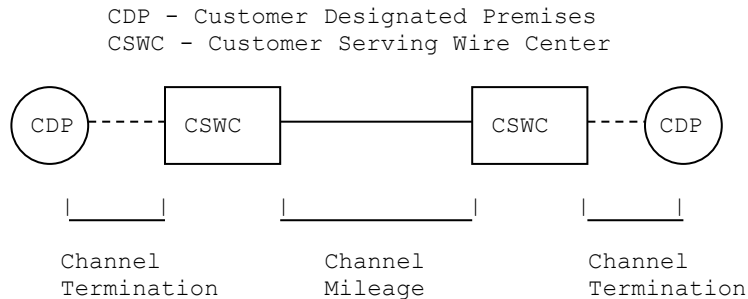 CDP - Customer Designated Premises
CSWC - Customer Serving Wire Center
CDP CSWC CSWC CDP
Channel Channel Channel
Termination Mileage Termination